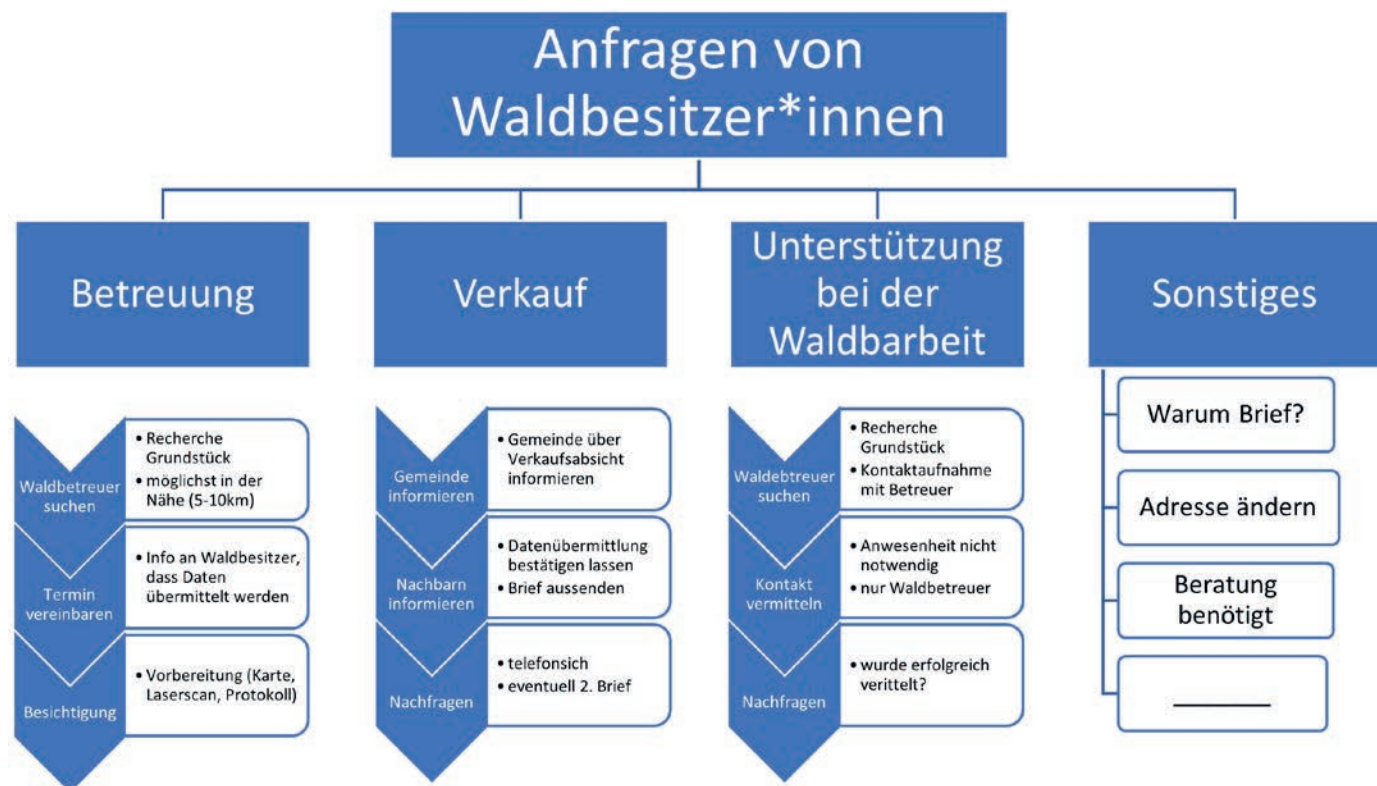 Anfragen von
Waldbesitzer*innen
Betreuung
Waldbetreuer
suchen
• Recherche
Grundstück
• möglichst in der
Nähe (5-10km)
Termin
vereinbaren
• Info an Waldbesitzer,
dass Daten
übermittelt werden
Besichtigung
• Vorbereitung (Karte,
Laserscan, Protokoll)
Verkauf
Gemeinde
informieren
• Gemeinde über
Verkaufsabsicht
informieren
Nachbarn
informieren
• Datenübermittlung
bestätigen lassen
• Brief aussenden
Nachfragen
• telefonsich
• eventuell 2. Brief
Unterstützung
bei der
Waldbarbeit
Waldebtreuer
suchen
• Recherche
Grundstück
• Kontaktaufnahme
mit Betreuer
Kontakt
vermitteln
• Anwesenheit nicht
notwendig
• nur Waldbetreuer
Nachfragen
• wurde erfolgreich
verittelt?
Sonstiges
Warum Brief?
Adresse ändern
Beratung
benötigt